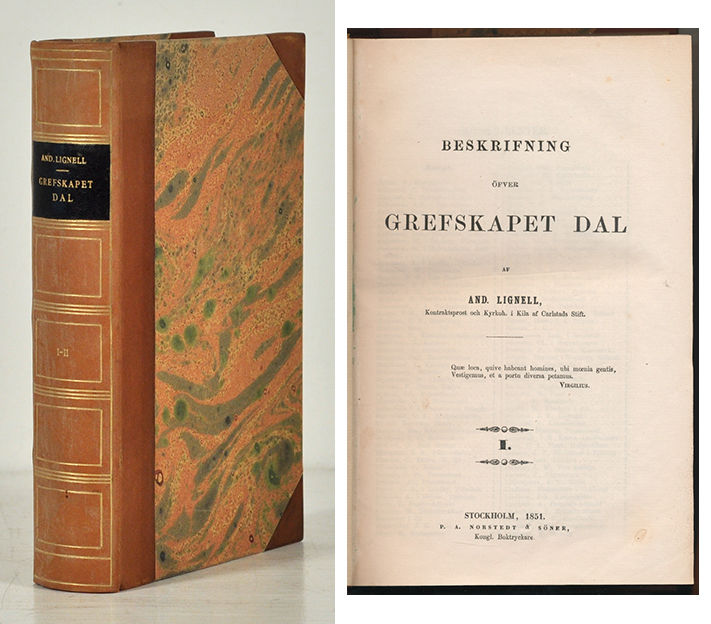 AND. LIGNELL
GREFSKAPET
DAL
I-II
BESKRIFNING
ÖFVER
GREFSKAPET DAL
AF
AND. LIGNELL,
Kontraktsprost och Kyrkoh. i Kila af Carlstads Stift.
Quæ loca, quive habeant homines, ubi mœnia gentis,
Vestigemus, et a portu diversa petamus.
VIRGILIUS.
I.
STOCKHOLM, 1851.
P. A. NORSTEDT & SÖNER,
Kongl. Boktryckare.